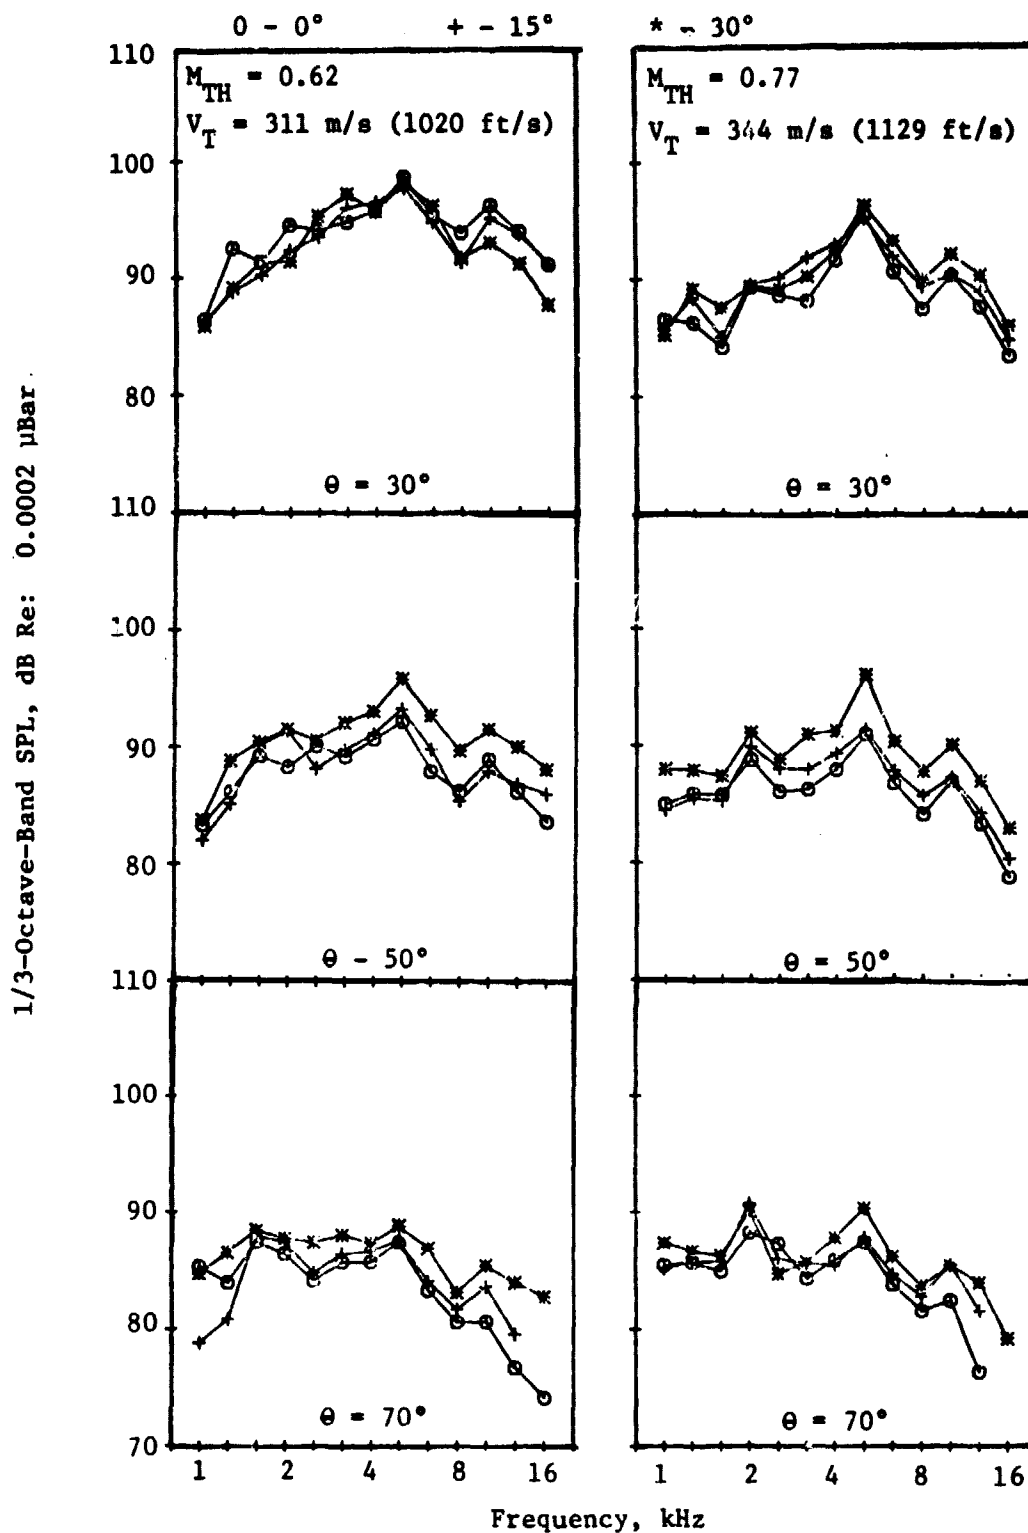 O - 0° + - 15° * - 30°
110
M_TH = 0.62
V_T = 311 m/s (1020 ft/s)
M_TH = 0.77
V_T = 344 m/s (1129 ft/s)
100
90
80
θ = 30°
θ = 30°
110
100
90
80
θ - 50°
θ = 50°
110
100
90
80
θ = 70°
θ = 70°
70
1 2 4 8 16
1 2 4 8 16
Frequency, kHz
1/3-Octave-Band SPL, dB Re: 0.0002 μBar